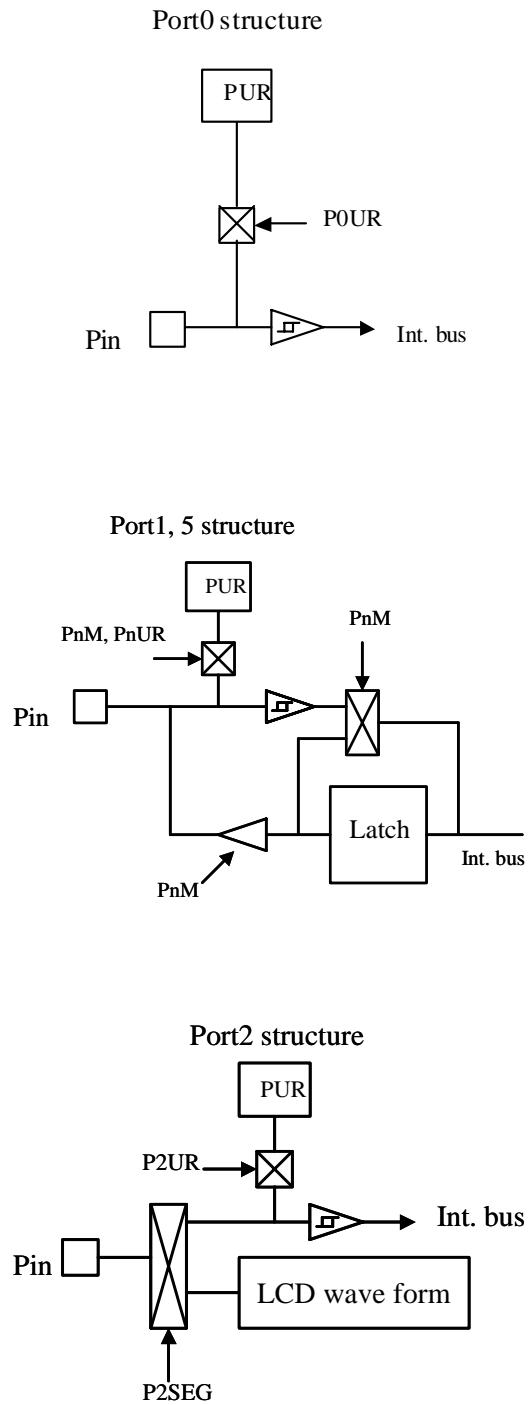 Port0 structure
PUR
P0UR
Pin
Int. bus
Port1, 5 structure
PUR
PnM
PnM, PnUR
Pin
Latch
Int. bus
PnM
Port2 structure
PUR
P2UR
Int. bus
Pin
LCD wave form
P2SEG